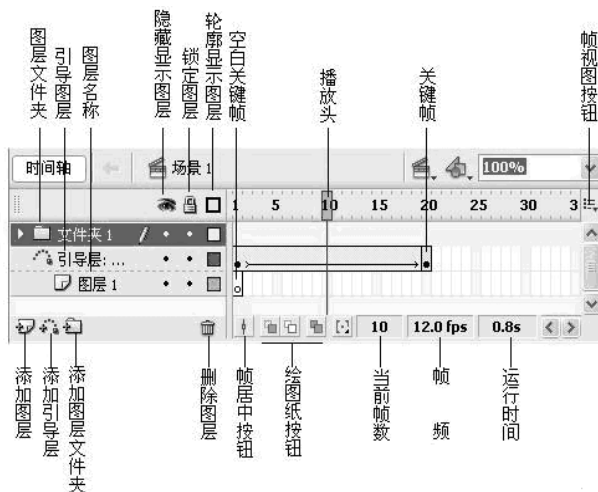 图层文件夹
引导图层
图层名称
隐藏显示图层
锁定图层
轮廓显示图层
空白关键帧
播放头
关键帧
帧视图按钮
时间轴
场景 1
100%
1 5 10 15 20 25 30 3
文件夹 1
引导层: ...
图层 1
10
12.0 fps
0.8s
添加图层
添加引导层
添加图层文件夹
删除图层
帧居中按钮
绘图纸按钮
当前帧数
帧频
运行时间